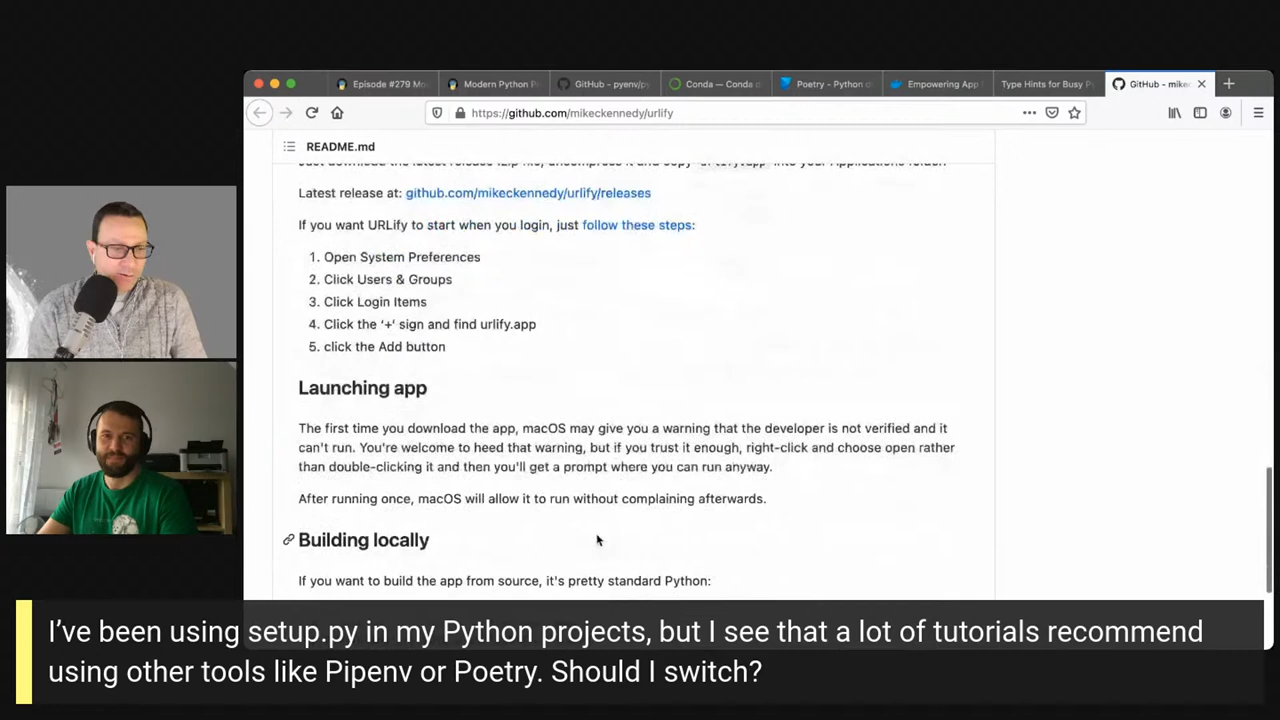 Episode #279 Mo
Modern Python P
GitHub - pyenv/py
Conda — Conda d
Poetry - Python d
Empowering App
Type Hints for Busy Py
GitHub - mike
https://github.com/mikeckennedy/urlify
README.md
Latest release at: github.com/mikeckennedy/urlify/releases
If you want URLify to start when you login, just follow these steps:
1. Open System Preferences
2. Click Users & Groups
3. Click Login Items
4. Click the '+' sign and find urlify.app
5. click the Add button
Launching app
The first time you download the app, macOS may give you a warning that the developer is not verified and it
can't run. You're welcome to heed that warning, but if you trust it enough, right-click and choose open rather
than double-clicking it and then you'll get a prompt where you can run anyway.
After running once, macOS will allow it to run without complaining afterwards.
Building locally
If you want to build the app from source, it's pretty standard Python:
I've been using setup.py in my Python projects, but I see that a lot of tutorials recommend
using other tools like Pipenv or Poetry. Should I switch?